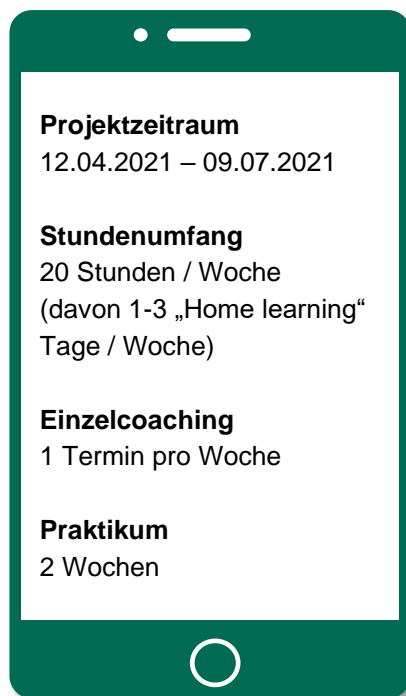 Projektzeitraum
12.04.2021 – 09.07.2021
Stundenumfang
20 Stunden / Woche
(davon 1-3 „Home learning“
Tage / Woche)
Einzelcoaching
1 Termin pro Woche
Praktikum
2 Wochen